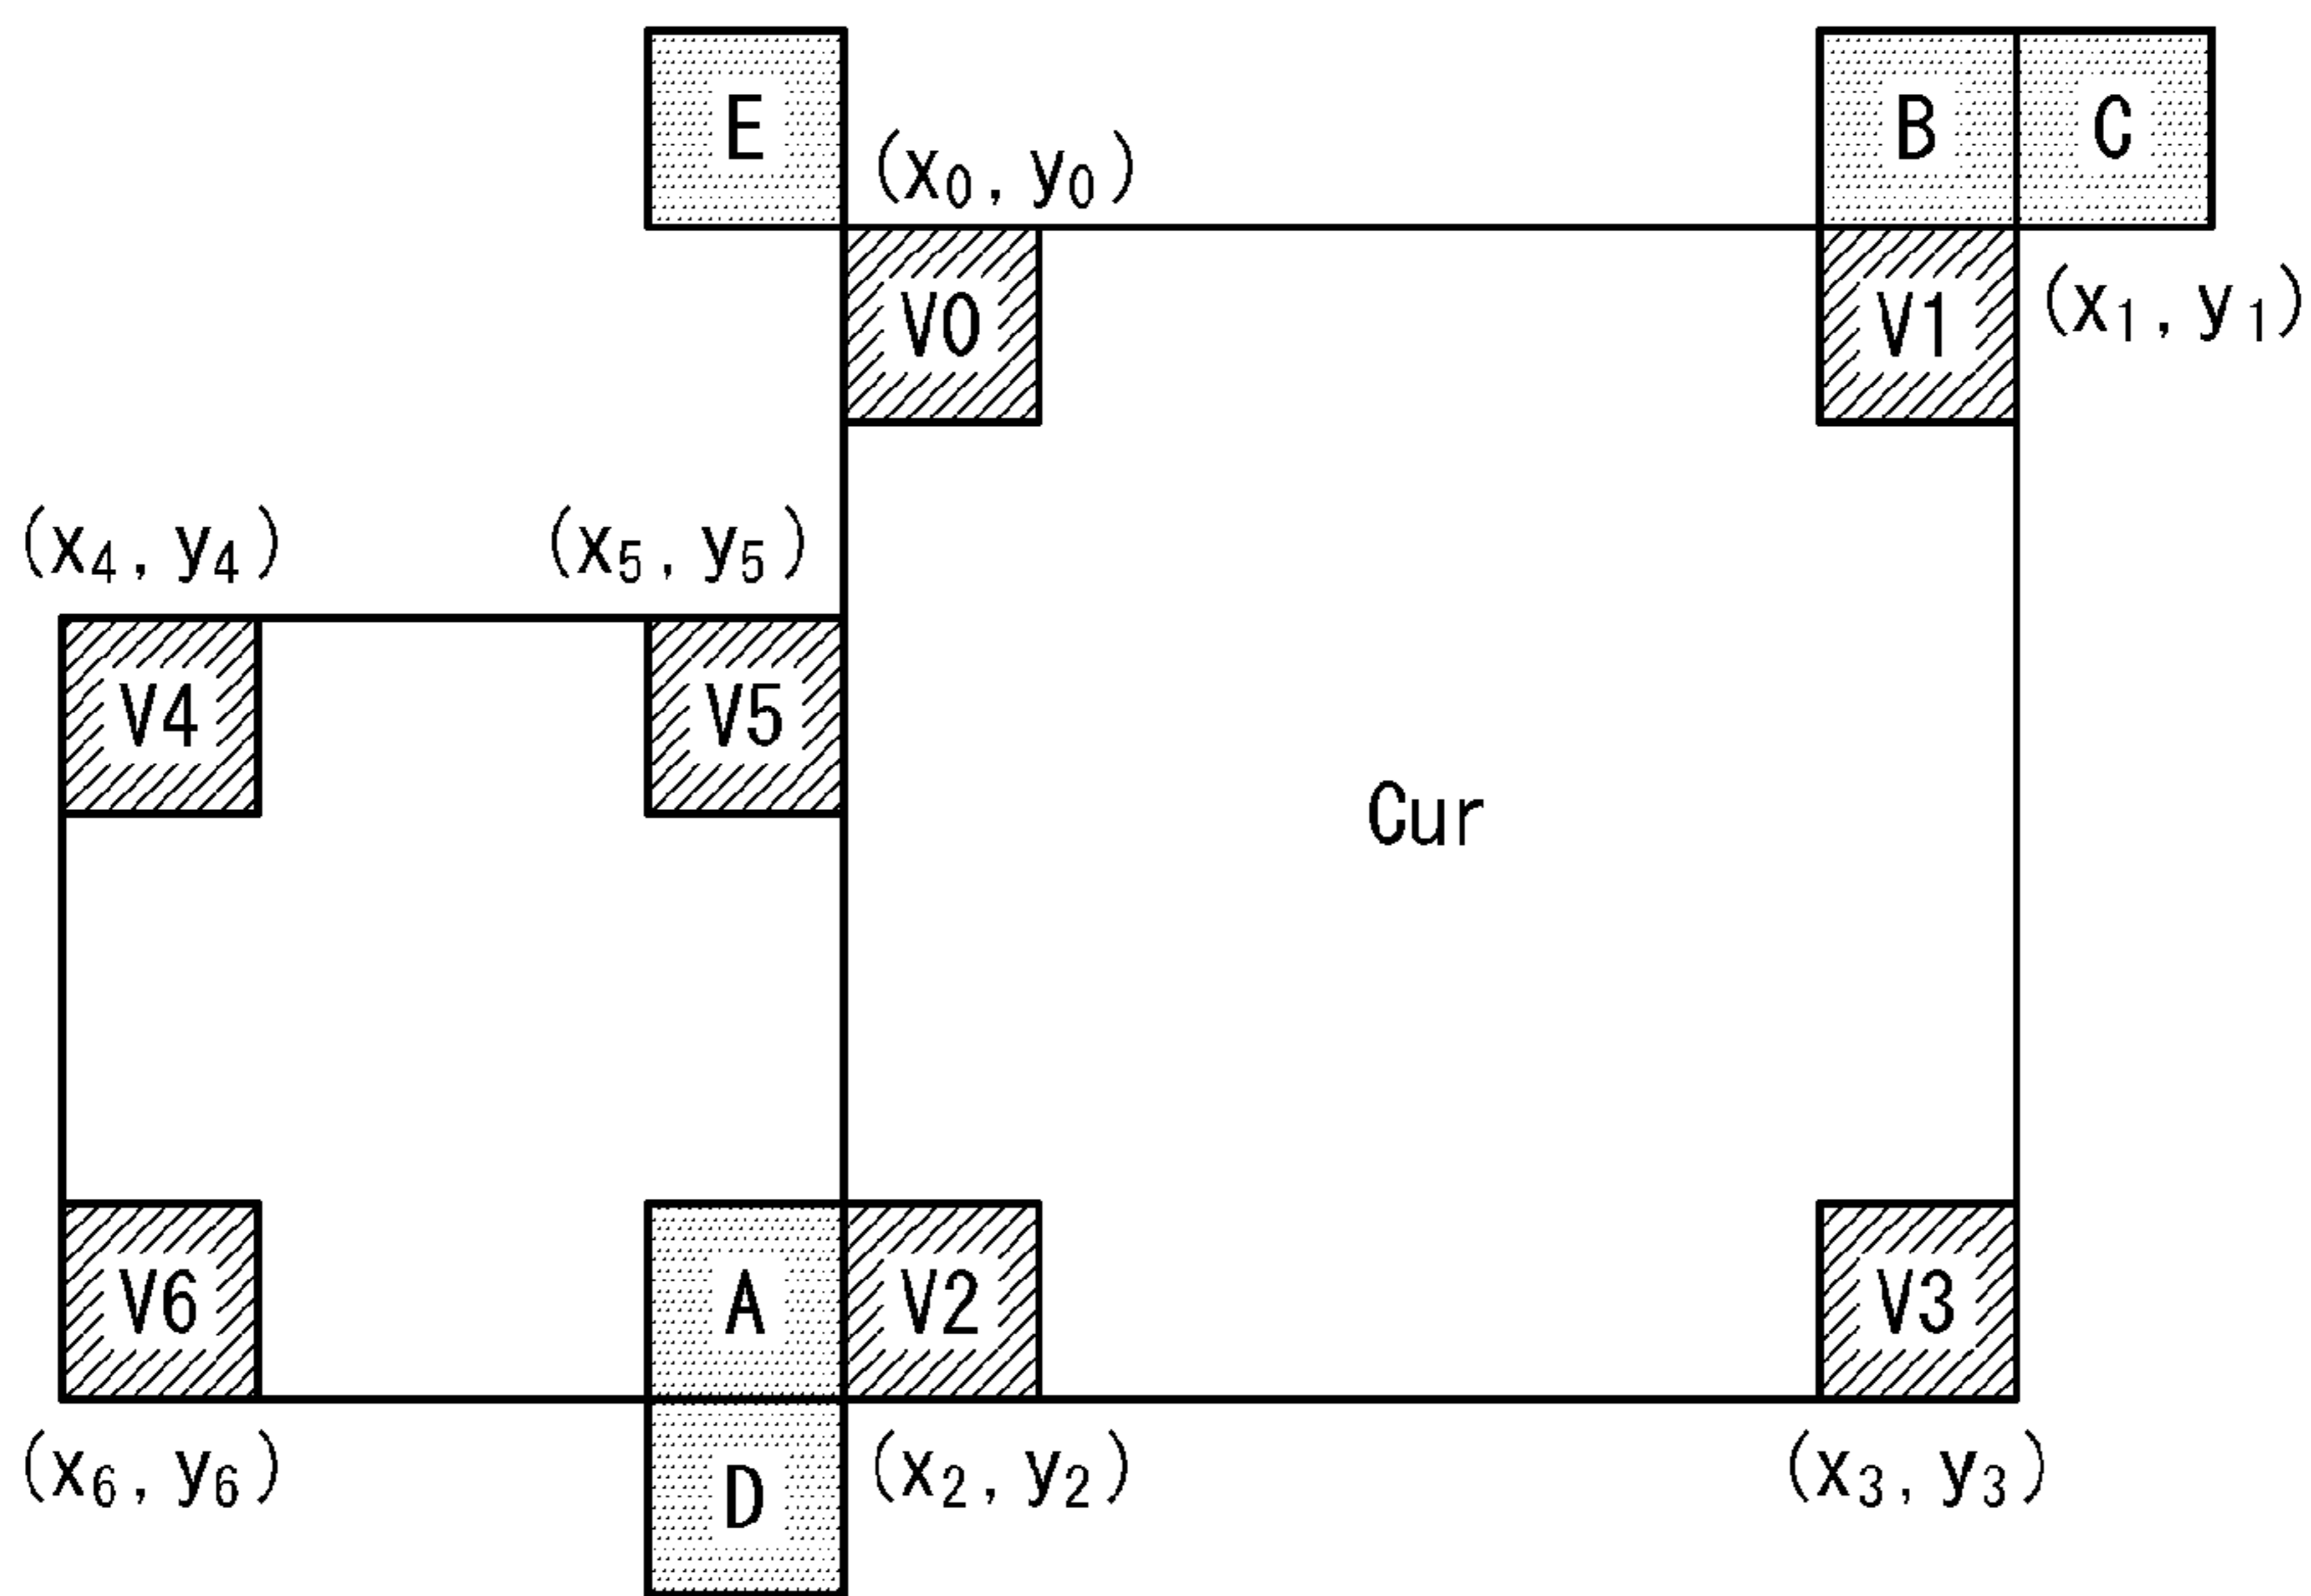 E
B
C
(x₀, y₀)
V0
V1
(x₁, y₁)
(x₄, y₄)
(x₅, y₅)
V4
V5
Cur
V6
A
V2
V3
(x₆, y₆)
D
(x₂, y₂)
(x₃, y₃)